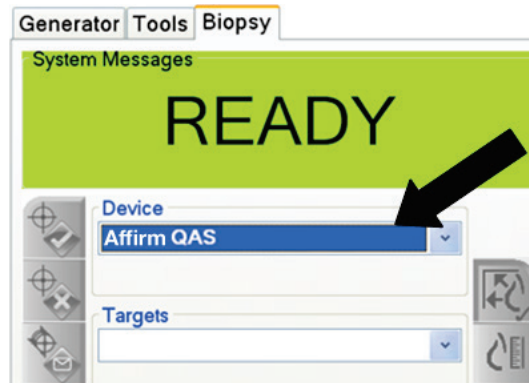 Generator Tools Biopsy
System Messages
READY
Device
Affirm QAS
Targets